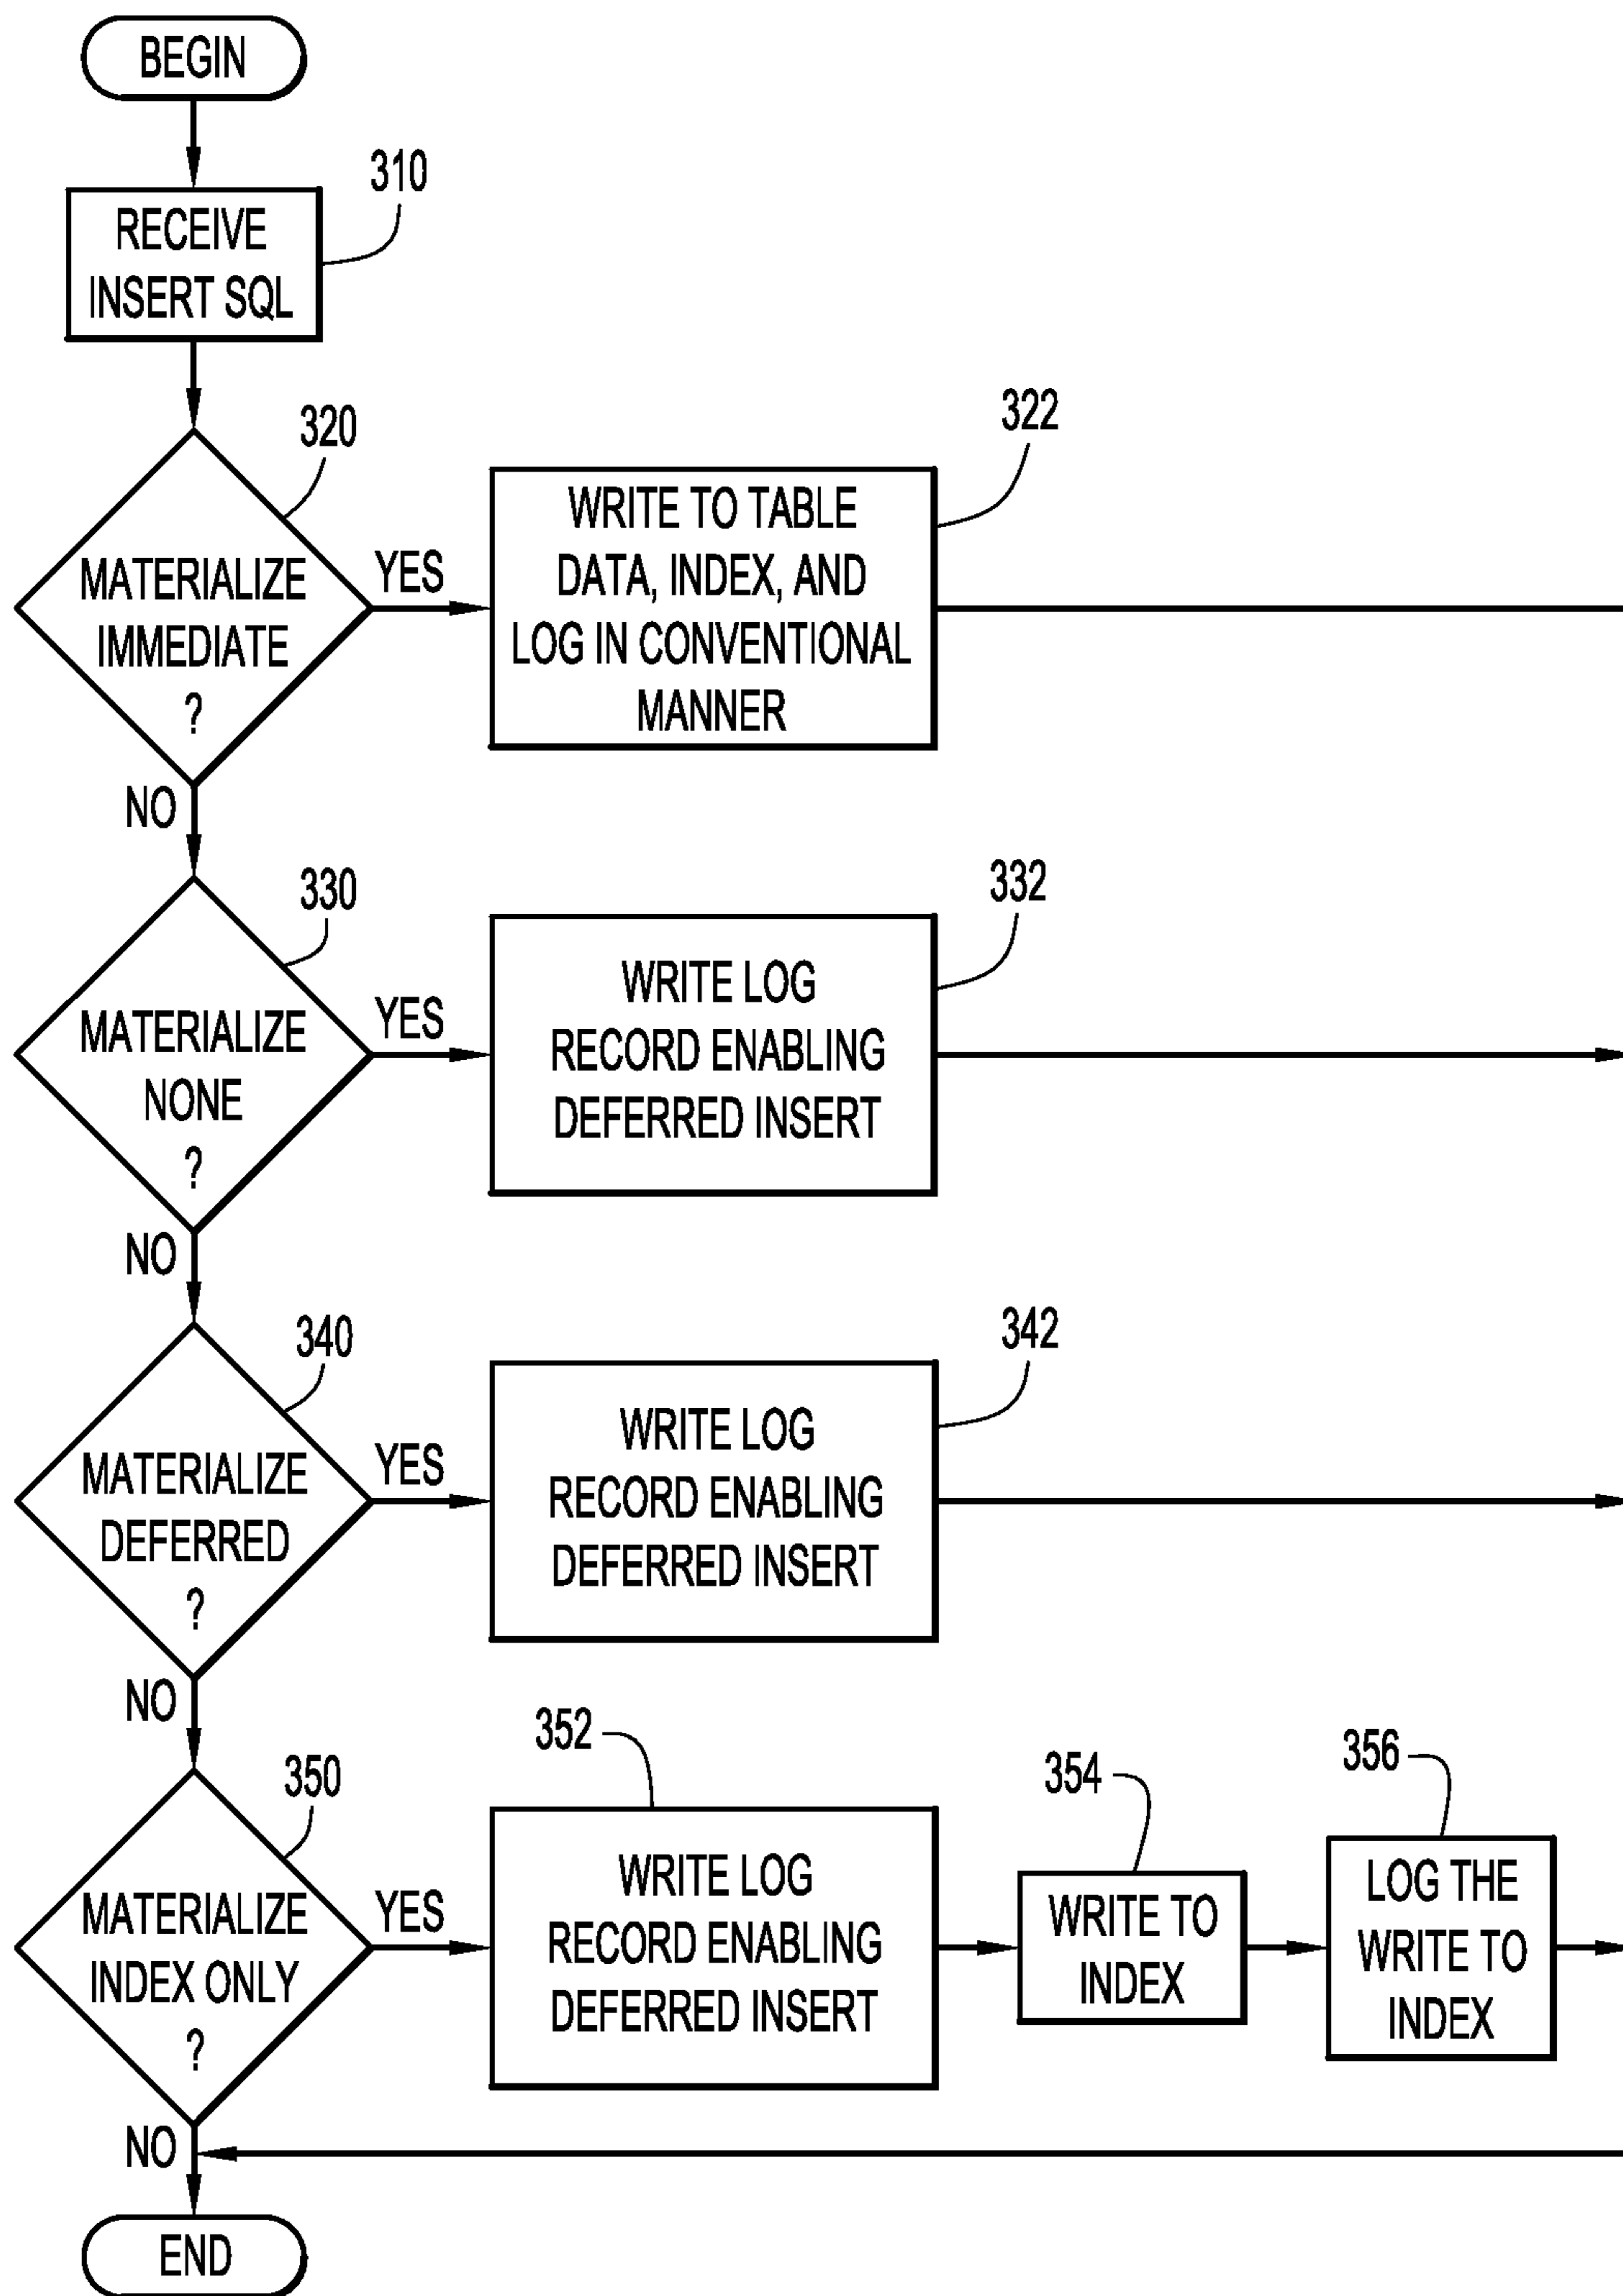 BEGIN
310
RECEIVE
INSERT SQL
320
322
MATERIALIZE
IMMEDIATE
?
YES
WRITE TO TABLE
DATA, INDEX, AND
LOG IN CONVENTIONAL
MANNER
NO
330
332
MATERIALIZE
NONE
?
YES
WRITE LOG
RECORD ENABLING
DEFERRED INSERT
NO
340
342
MATERIALIZE
DEFERRED
?
YES
WRITE LOG
RECORD ENABLING
DEFERRED INSERT
NO
350
352
354
356
MATERIALIZE
INDEX ONLY
?
YES
WRITE LOG
RECORD ENABLING
DEFERRED INSERT
WRITE TO
INDEX
LOG THE
WRITE TO
INDEX
NO
END